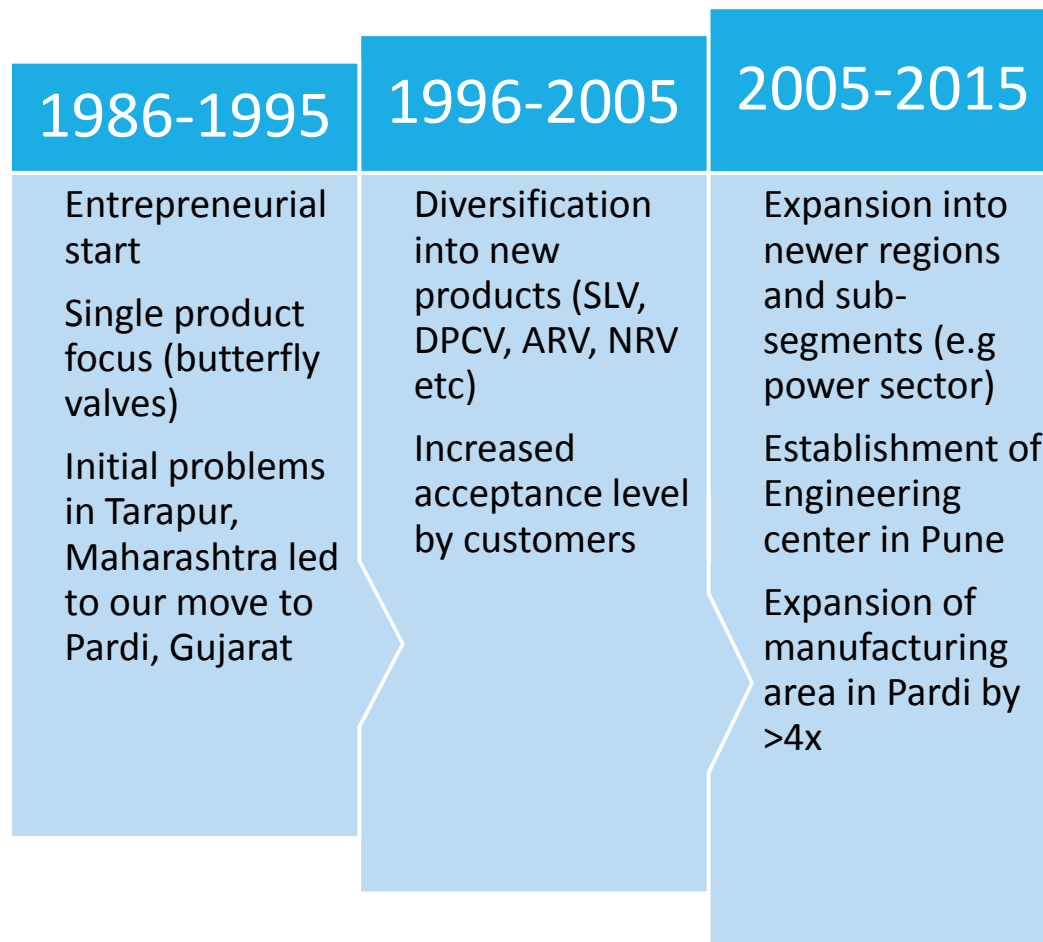 1986-1995
Entrepreneurial
start
Single product
focus (butterfly
valves)
Initial problems
in Tarapur,
Maharashtra led
to our move to
Pardi, Gujarat
1996-2005
Diversification
into new
products (SLV,
DPCV, ARV, NRV
etc)
Increased
acceptance level
by customers
2005-2015
Expansion into
newer regions
and sub-
segments (e.g
power sector)
Establishment of
Engineering
center in Pune
Expansion of
manufacturing
area in Pardi by
>4x